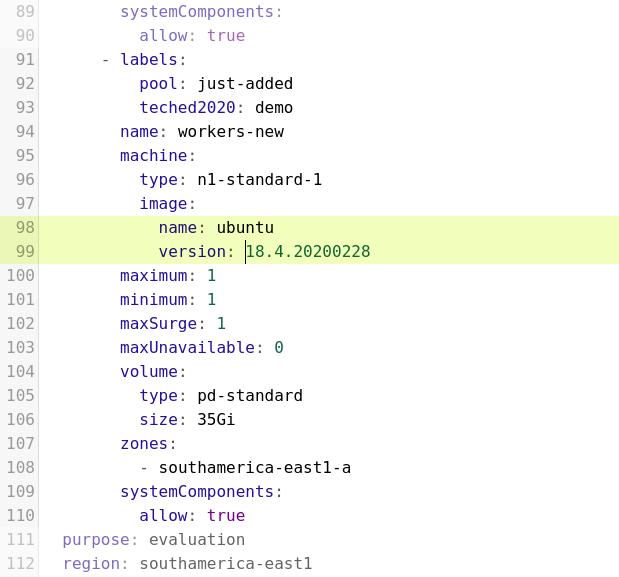 89 systemComponents:
90 allow: true
91 - labels:
92 pool: just-added
93 teched2020: demo
94 name: workers-new
95 machine:
96 type: n1-standard-1
97 image:
98 name: ubuntu
99 version: 18.4.20200228
100 maximum: 1
101 minimum: 1
102 maxSurge: 1
103 maxUnavailable: 0
104 volume:
105 type: pd-standard
106 size: 35Gi
107 zones:
108 - southamerica-east1-a
109 systemComponents:
110 allow: true
111 purpose: evaluation
112 region: southamerica-east1